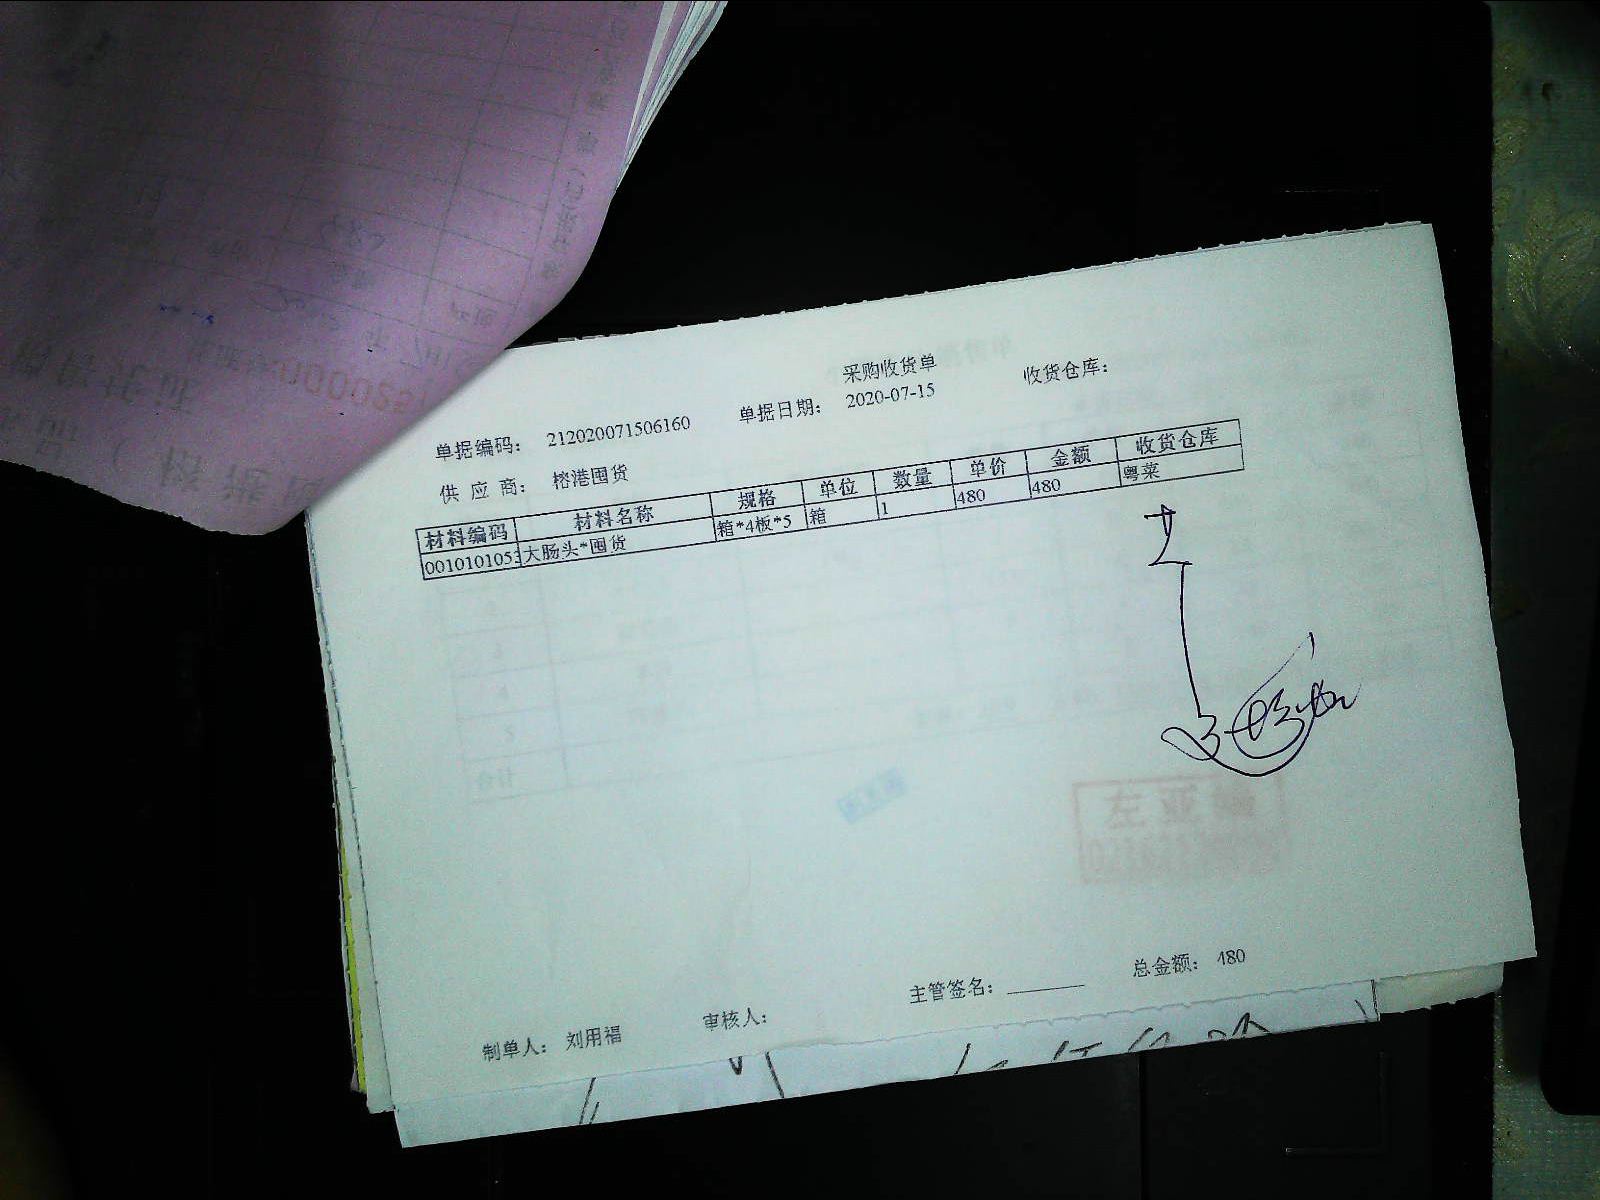 采购收货单
单据编码: 212020071506160 单据日期: 2020-07-15 收货仓库:
供应商: 榕港囤货
材料编码 材料名称 规格 单位 数量 单价 金额 收货仓库
0010101053 大肠头*囤货 箱*4板*5 箱 1 480 480 粤菜
左亚
总金额: 480
主管签名:
制单人: 刘用福 审核人: